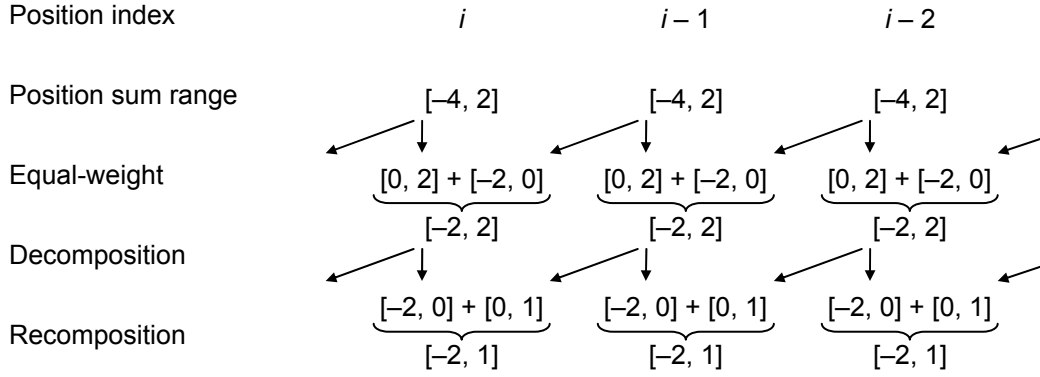 Position index i i – 1 i – 2
Position sum range [–4, 2] [–4, 2] [–4, 2]
Equal-weight [0, 2] + [–2, 0] [0, 2] + [–2, 0] [0, 2] + [–2, 0]
[–2, 2] [–2, 2] [–2, 2]
Decomposition
[–2, 0] + [0, 1] [–2, 0] + [0, 1] [–2, 0] + [0, 1]
Recomposition
[–2, 1] [–2, 1] [–2, 1]